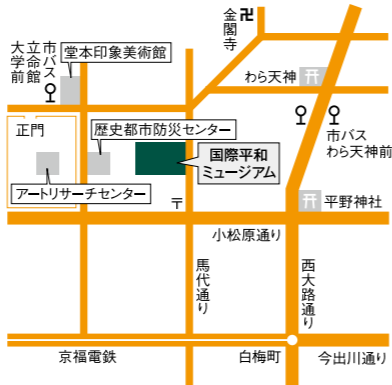 金閣寺
卍
堂本印象美術館
市バス
立命館
大学前
わら天神
正門
歴史都市防災センター
国際平和
ミュージアム
市バス
わら天神前
アートリサーチセンター
〒
平野神社
小松原通り
馬代通り
西大路通り
京福電鉄
白梅町
今出川通り